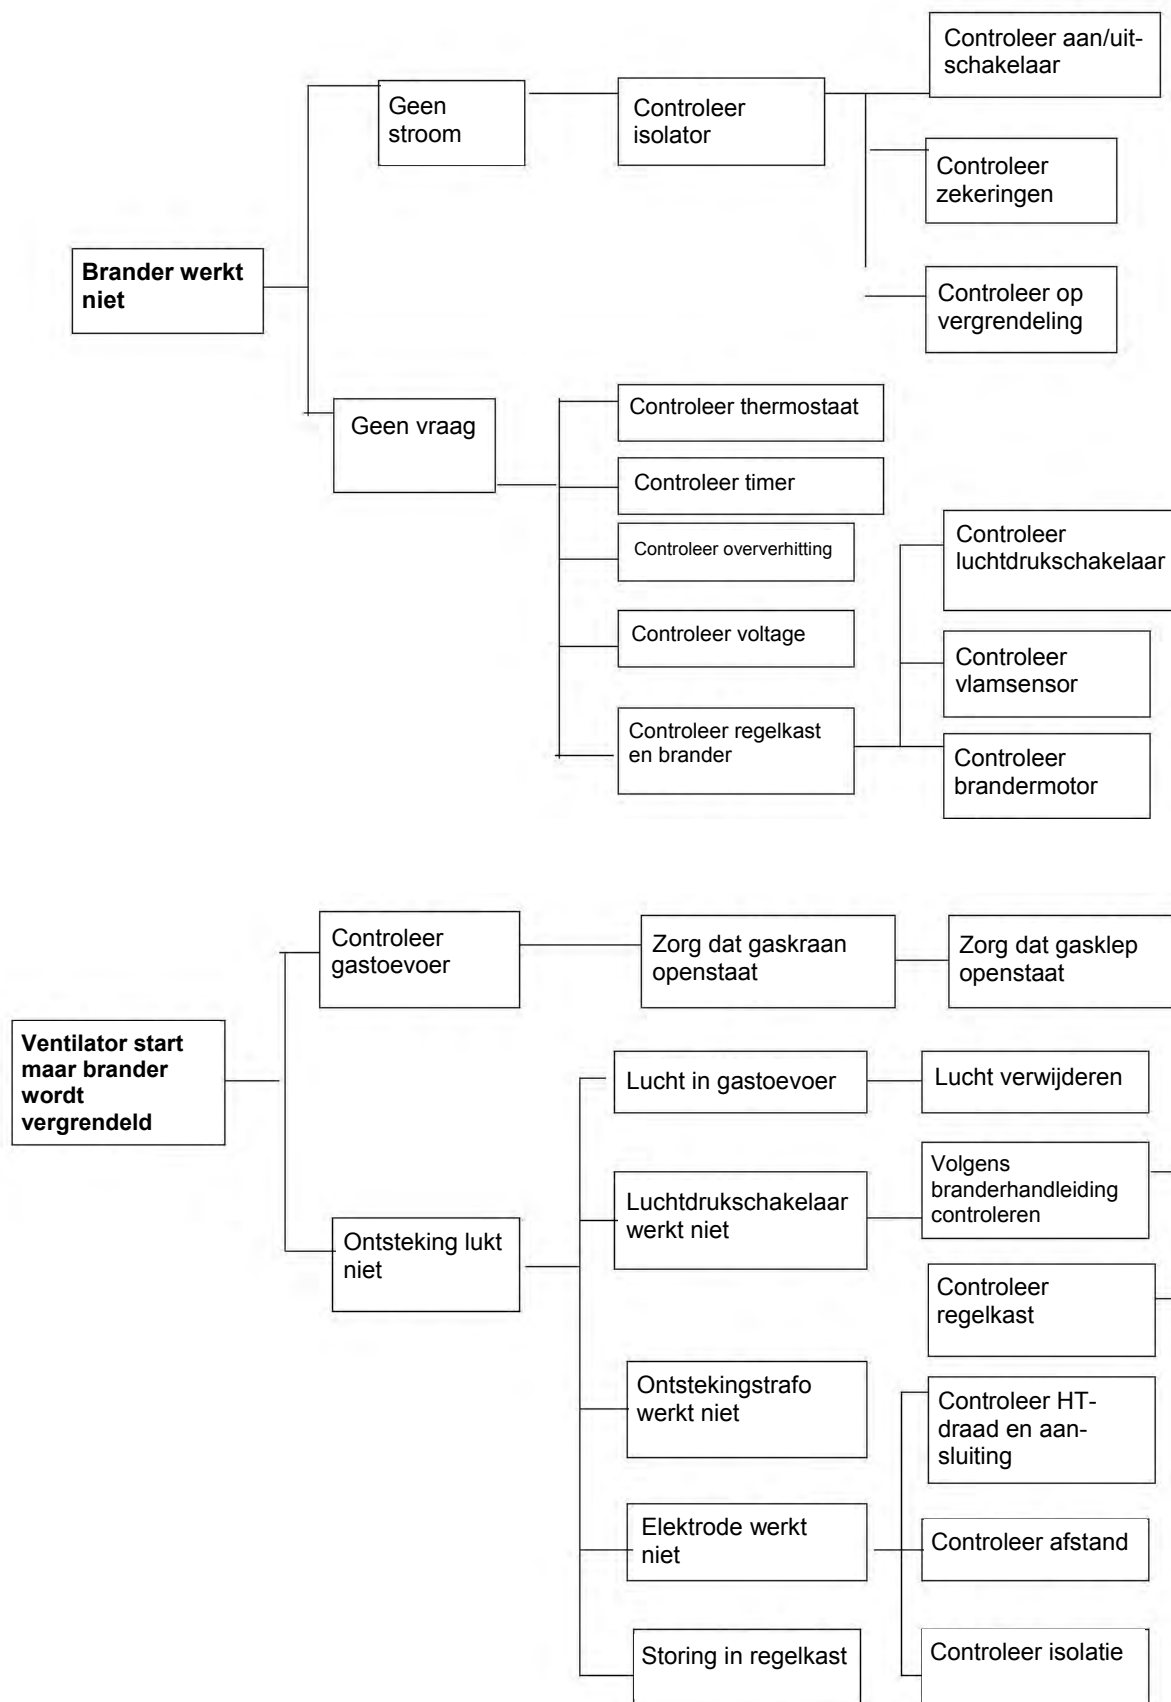 Controleer aan/uit-
schakelaar
Geen
stroom
Controleer
isolator
Controleer
zekeringen
Brander werkt
niet
Controleer op
vergrendeling
Geen vraag
Controleer thermostaat
Controleer timer
Controleer oververhitting
Controleer
luchtdrukschakelaar
Controleer voltage
Controleer
vlamsensor
Controleer regelkast
en brander
Controleer
brandermotor
Controleer
gastoevoer
Zorg dat gaskraan
openstaat
Zorg dat gasklep
openstaat
Ventilator start
maar brander
wordt
vergrendeld
Lucht in gastoevoer
Lucht verwijderen
Luchtdrukschakelaar
werkt niet
Volgens
branderhandleiding
controleren
Ontsteking lukt
niet
Controleer
regelkast
Ontstekingstrafo
werkt niet
Controleer HT-
draad en aan-
sluiting
Elektrode werkt
niet
Controleer afstand
Storing in regelkast
Controleer isolatie